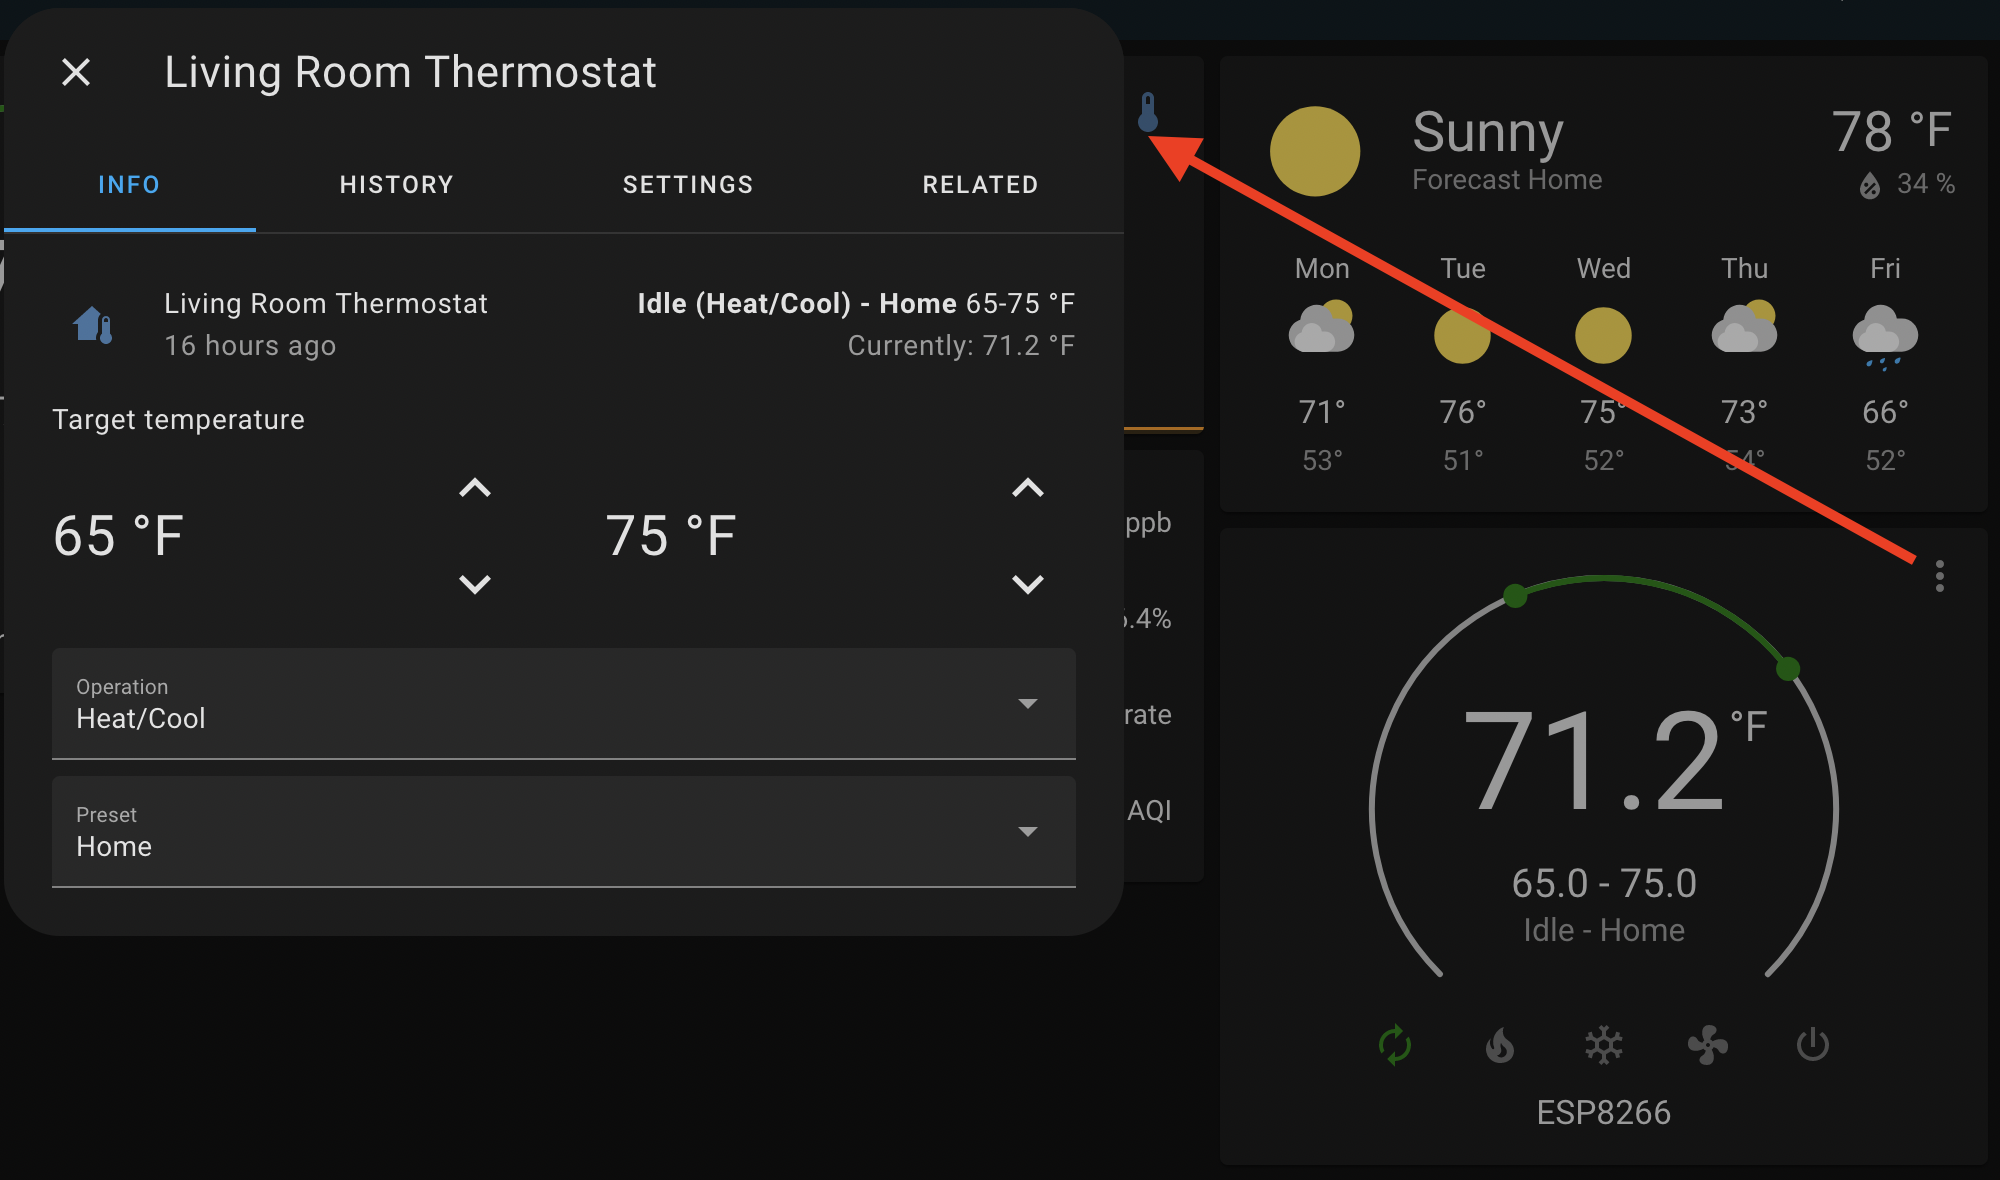 Living Room Thermostat
INFO HISTORY SETTINGS RELATED
Living Room Thermostat
16 hours ago
Idle (Heat/Cool) - Home 65-75 °F
Currently: 71.2 °F
Target temperature
65 °F
75 °F
Operation
Heat/Cool
Preset
Home
ppb
rate
AQI
Sunny
Forecast Home
78 °F
34 %
Mon Tue Wed Thu Fri
71° 76° 75° 73° 66°
53° 51° 52° 54° 52°
71.2 °F
65.0 - 75.0
Idle - Home
ESP8266